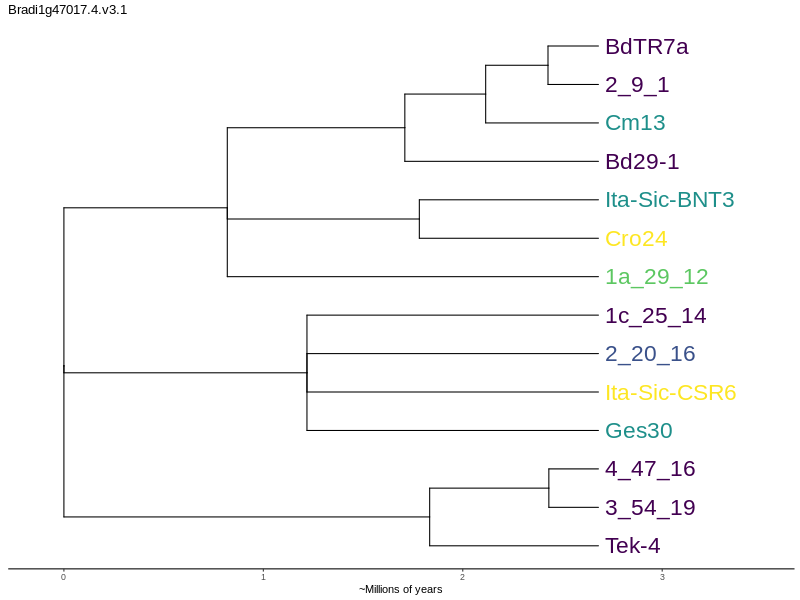 Bradi1g47017.4.v3.1
BdTR7a
2_9_1
Cm13
Bd29-1
Ita-Sic-BNT3
Cro24
1a_29_12
1c_25_14
2_20_16
Ita-Sic-CSR6
Ges30
4_47_16
3_54_19
Tek-4
0 1 2 3
~Millions of years